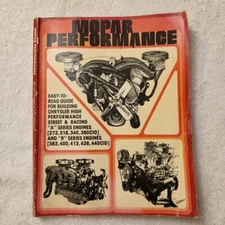 MOPAR
PERFORMANCE
EASY-TO-
READ GUIDE
FOR BUILDING
CHRYSLER HIGH
PERFORMANCE
STREET & RACING
"A" SERIES ENGINES
(273, 318, 340, 360CID)
AND "B" SERIES ENGINES
(383, 400, 413, 426, 440CID)